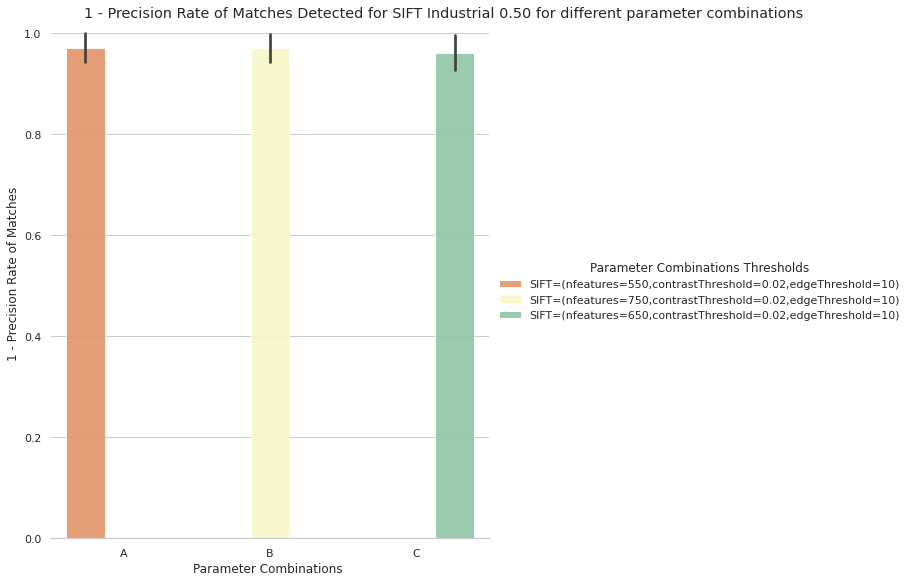 1 - Precision Rate of Matches Detected for SIFT Industrial 0.50 for different parameter combinations
1.0
0.8
0.6
0.4
0.2
0.0
1 - Precision Rate of Matches
A
B
C
Parameter Combinations
Parameter Combinations Thresholds
SIFT=(nfeatures=550,contrastThreshold=0.02,edgeThreshold=10)
SIFT=(nfeatures=750,contrastThreshold=0.02,edgeThreshold=10)
SIFT=(nfeatures=650,contrastThreshold=0.02,edgeThreshold=10)